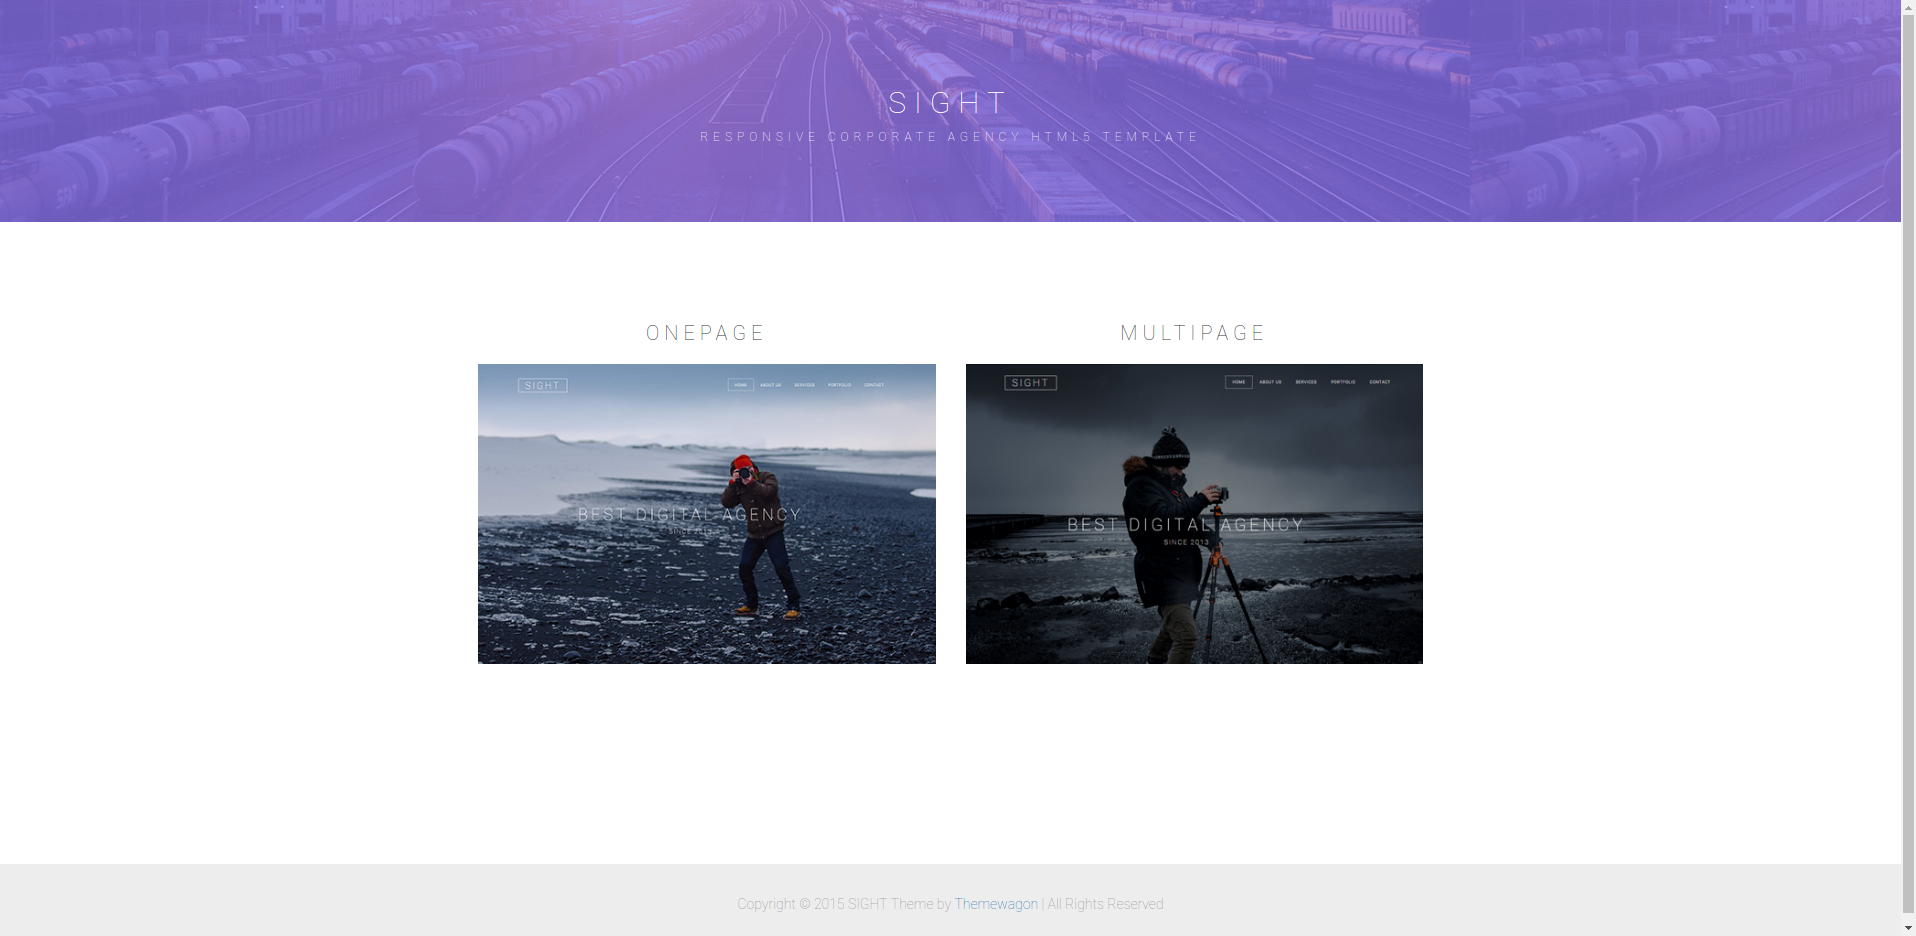 SIGHT
RESPONSIVE CORPORATE AGENCY HTML5 TEMPLATE
ONEPAGE
SIGHT
HOME ABOUT US SERVICES PORTFOLIO CONTACT
BEST DIGITAL AGENCY
SINCE 2013
MULTIPAGE
SIGHT
HOME ABOUT US SERVICES PORTFOLIO CONTACT
BEST DIGITAL AGENCY
SINCE 2013
Copyright © 2015 SIGHT Theme by Themewagon | All Rights Reserved